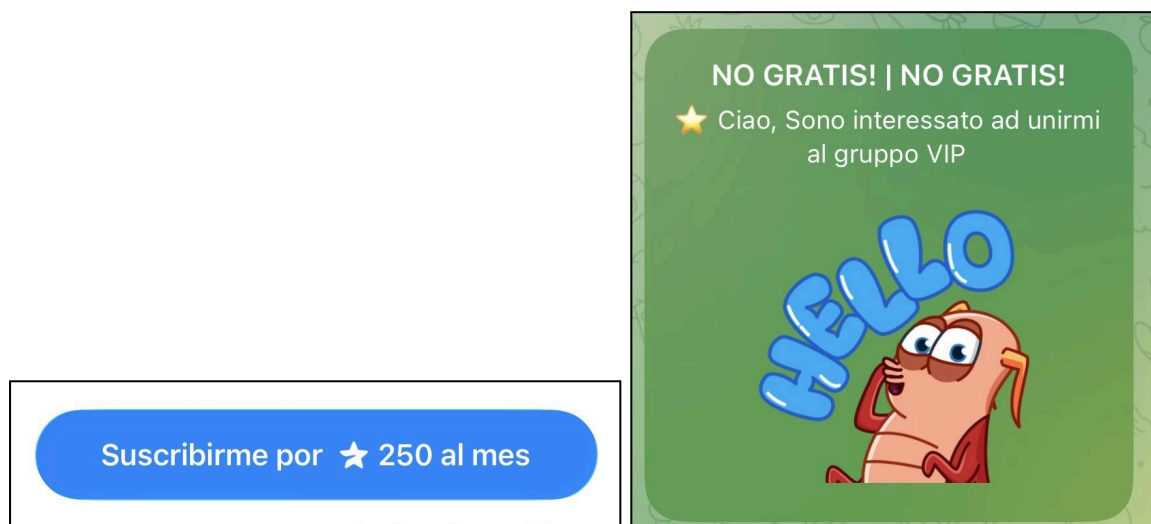 NO GRATIS! | NO GRATIS!
⭐ Ciao, Sono interessato ad unirmi
al gruppo VIP
HELLO
Suscribirme por ⭐ 250 al mes